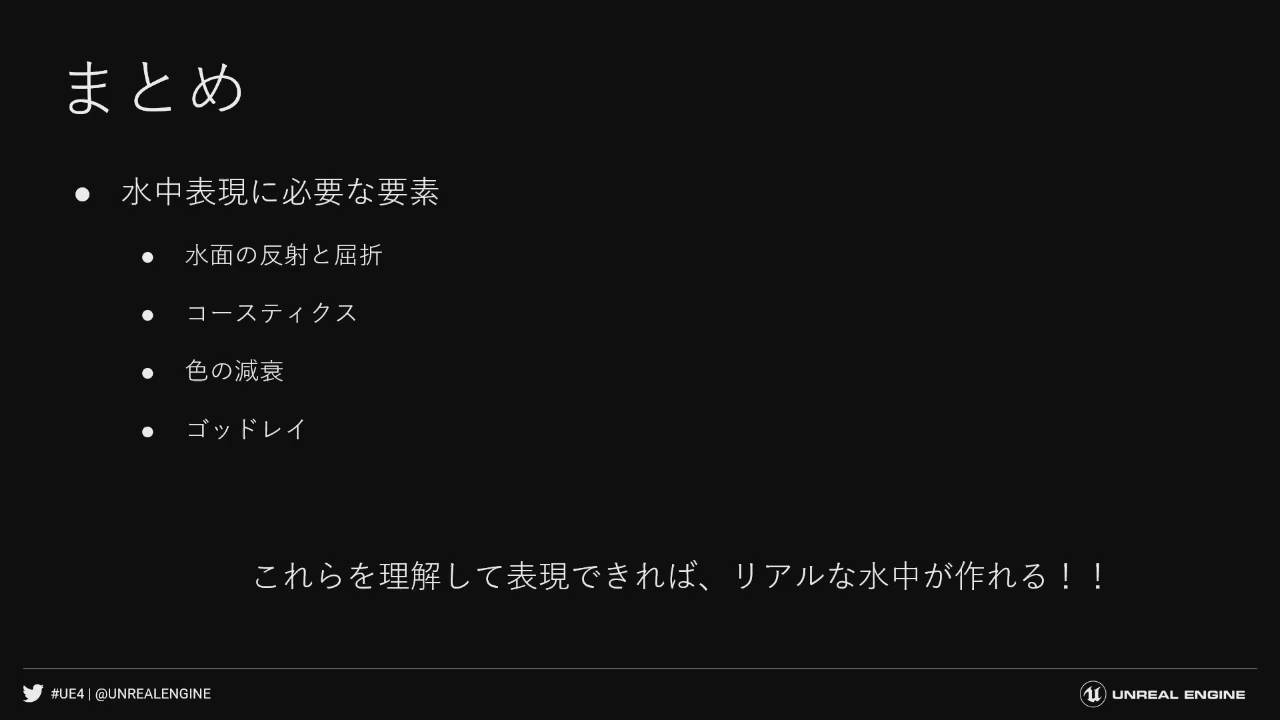 まとめ
● 水中表現に必要な要素
● 水面の反射と屈折
● コースティクス
● 色の減衰
● ゴッドレイ
これらを理解して表現できれば、リアルな水中が作れる！！
#UE4 | @UNREALENGINE
UNREAL ENGINE